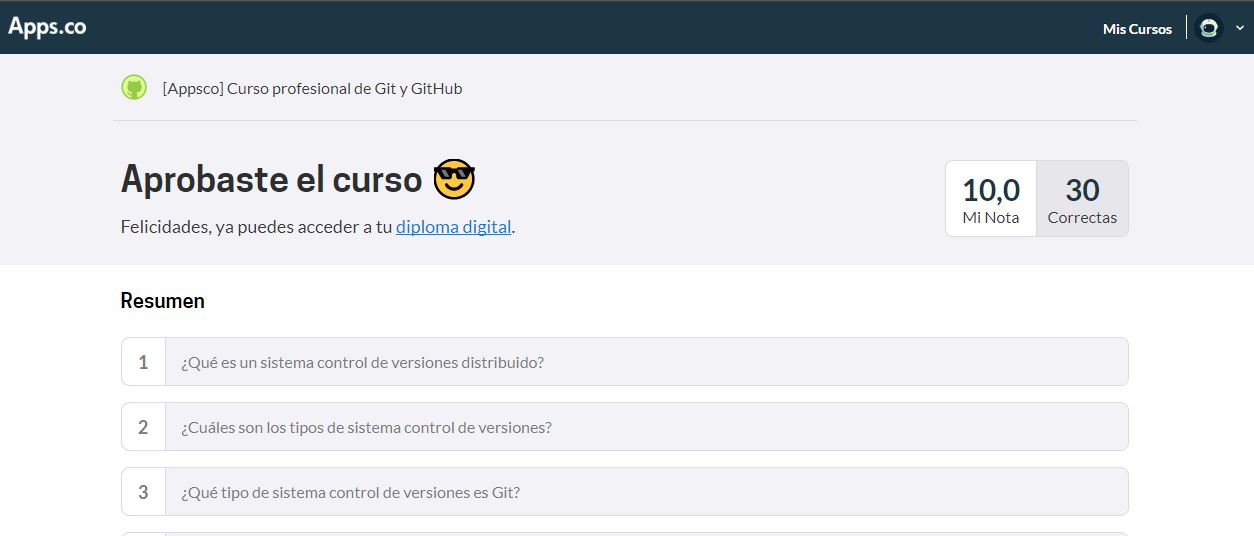 Apps.co
Mis Cursos
[Appsco] Curso profesional de Git y GitHub
Aprobaste el curso 😎
Felicidades, ya puedes acceder a tu diploma digital.
10,0
Mi Nota
30
Correctas
Resumen
1 ¿Qué es un sistema control de versiones distribuido?
2 ¿Cuáles son los tipos de sistema control de versiones?
3 ¿Qué tipo de sistema control de versiones es Git?